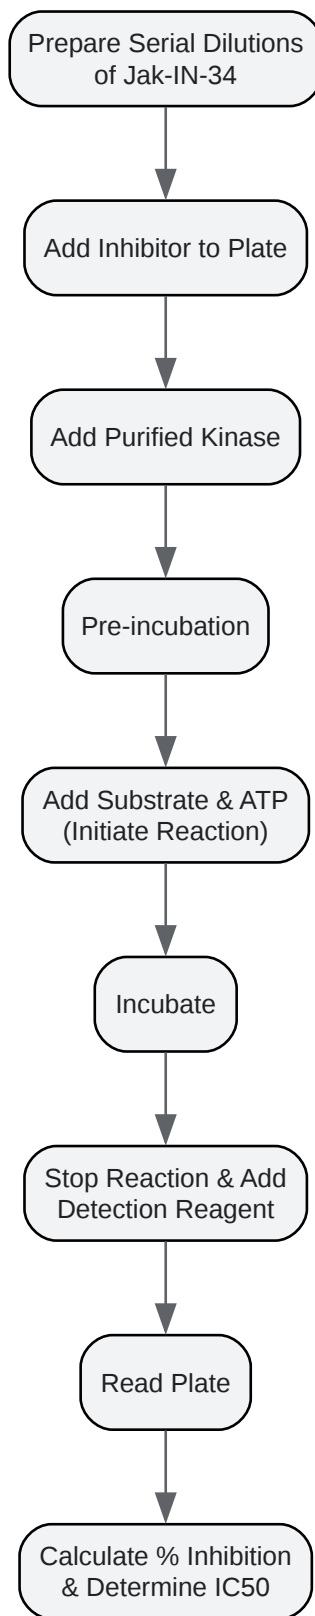 Prepare Serial Dilutions
of Jak-IN-34
Add Inhibitor to Plate
Add Purified Kinase
Pre-incubation
Add Substrate & ATP
(Initiate Reaction)
Incubate
Stop Reaction & Add
Detection Reagent
Read Plate
Calculate % Inhibition
& Determine IC50